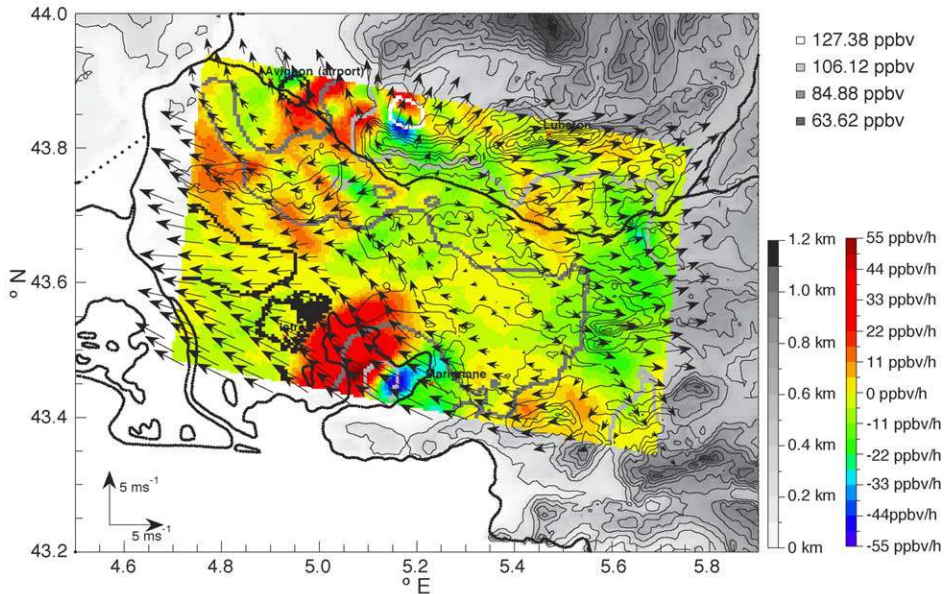 44.0
43.8
43.6
43.4
43.2
° N
4.6 4.8 5.0 5.2 5.4 5.6 5.8
° E
Avignon (airport)
Luberon
Marignane
5 ms-1
5 ms-1
127.38 ppbv
106.12 ppbv
84.88 ppbv
63.62 ppbv
1.2 km
1.0 km
0.8 km
0.6 km
0.4 km
0.2 km
0 km
55 ppbv/h
44 ppbv/h
33 ppbv/h
22 ppbv/h
11 ppbv/h
0 ppbv/h
-11 ppbv/h
-22 ppbv/h
-33 ppbv/h
-44ppbv/h
-55 ppbv/h